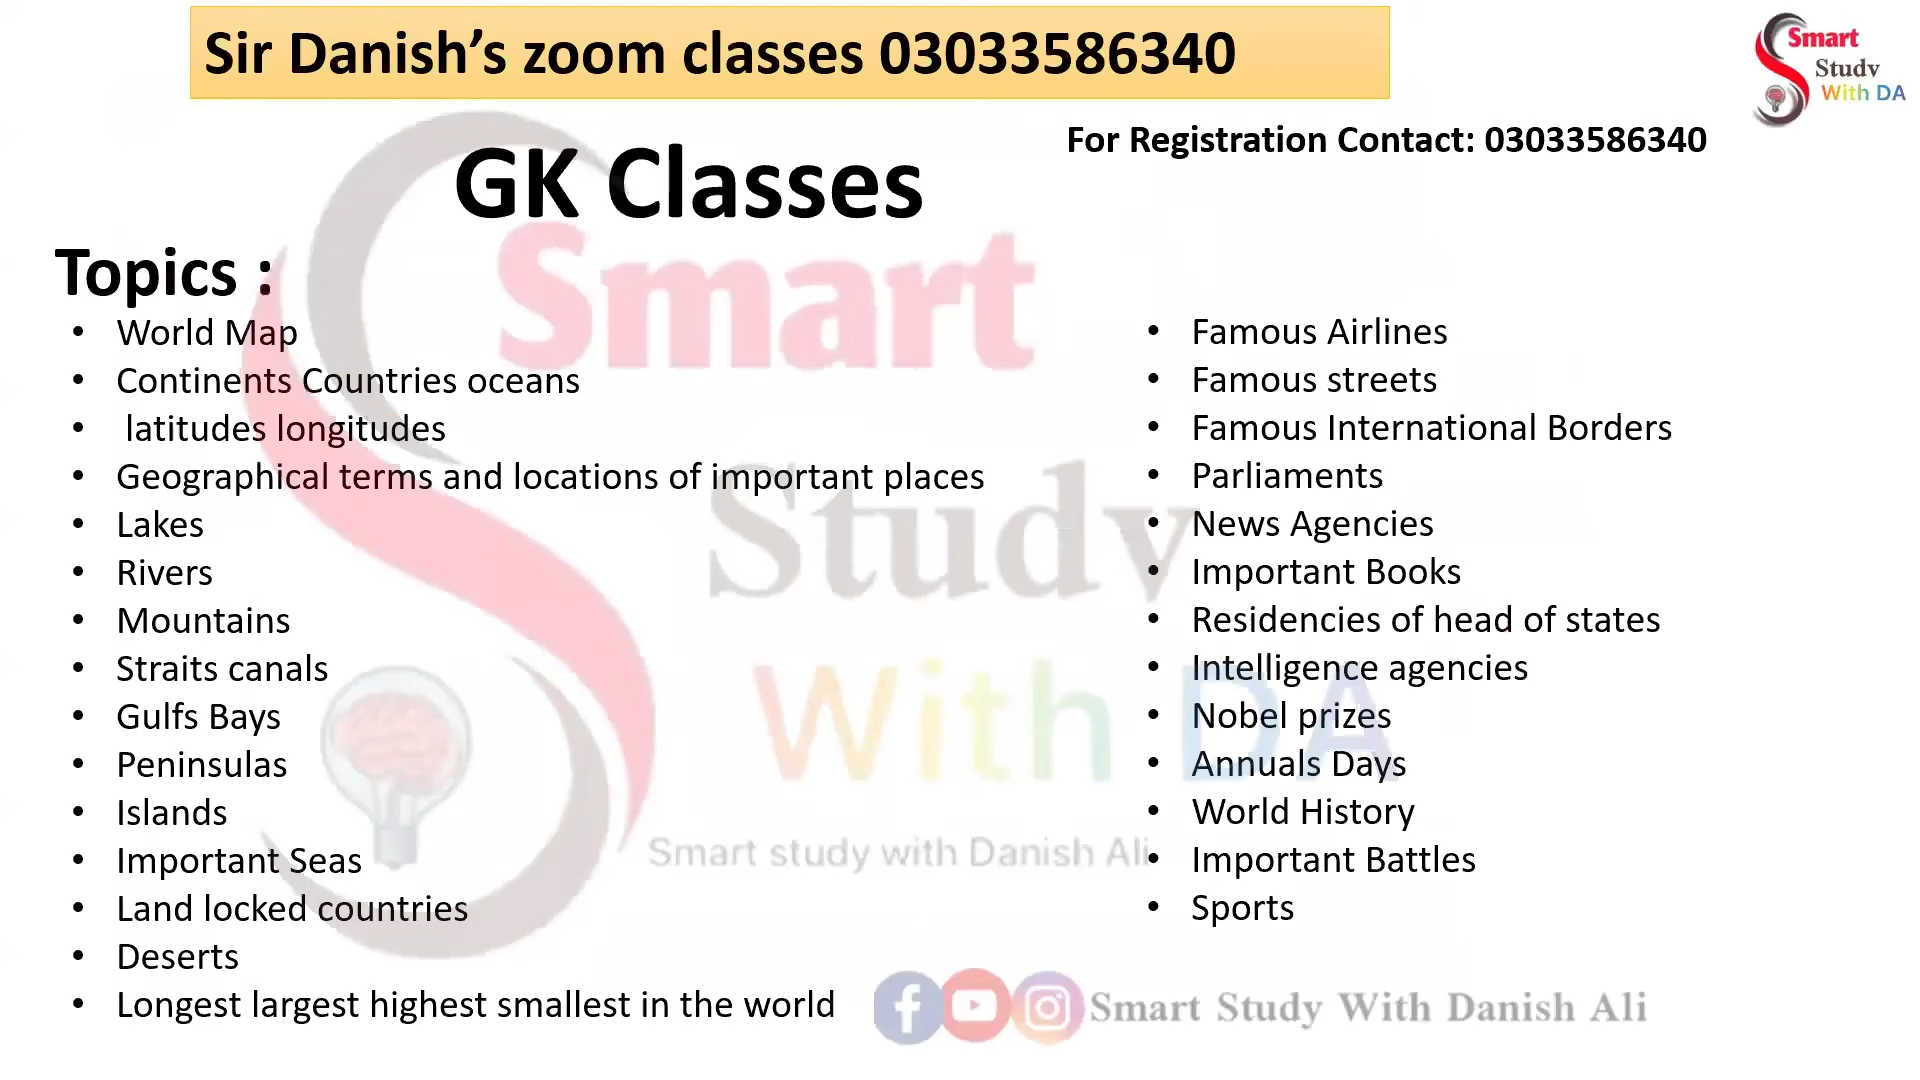 Sir Danish’s zoom classes 03033586340
Smart
Study
With DA
For Registration Contact: 03033586340
GK Classes
Topics :
• World Map
• Continents Countries oceans
• latitudes longitudes
• Geographical terms and locations of important places
• Lakes
• Rivers
• Mountains
• Straits canals
• Gulfs Bays
• Peninsulas
• Islands
• Important Seas
• Land locked countries
• Deserts
• Longest largest highest smallest in the world
• Famous Airlines
• Famous streets
• Famous International Borders
• Parliaments
• News Agencies
• Important Books
• Residencies of head of states
• Intelligence agencies
• Nobel prizes
• Annuals Days
• World History
• Important Battles
• Sports
Smart
Study
With DA
Smart study with Danish Ali
Smart Study With Danish Ali